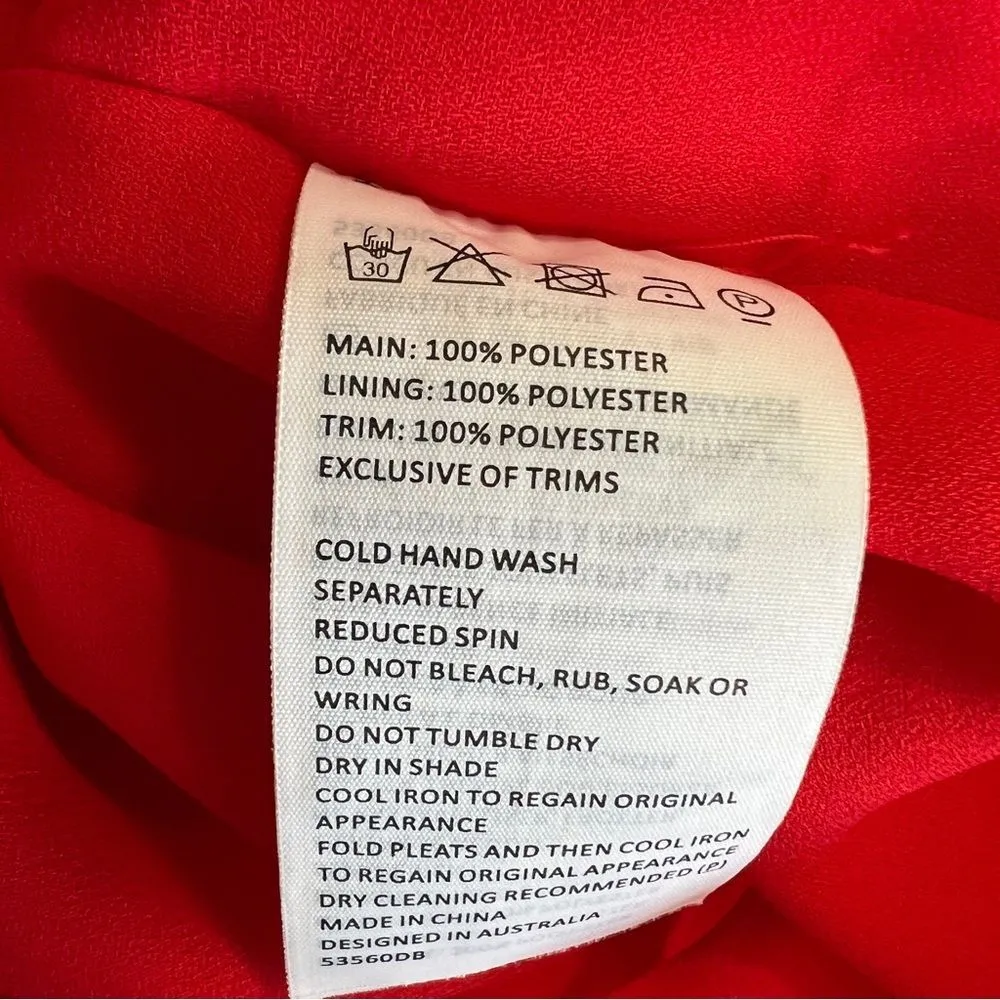 30 P
MAIN: 100% POLYESTER
LINING: 100% POLYESTER
TRIM: 100% POLYESTER
EXCLUSIVE OF TRIMS
COLD HAND WASH
SEPARATELY
REDUCED SPIN
DO NOT BLEACH, RUB, SOAK OR
WRING
DO NOT TUMBLE DRY
DRY IN SHADE
COOL IRON TO REGAIN ORIGINAL
APPEARANCE
FOLD PLEATS AND THEN COOL IRON
TO REGAIN ORIGINAL APPEARANCE
DRY CLEANING RECOMMENDED (P)
MADE IN CHINA
DESIGNED IN AUSTRALIA
53560DB